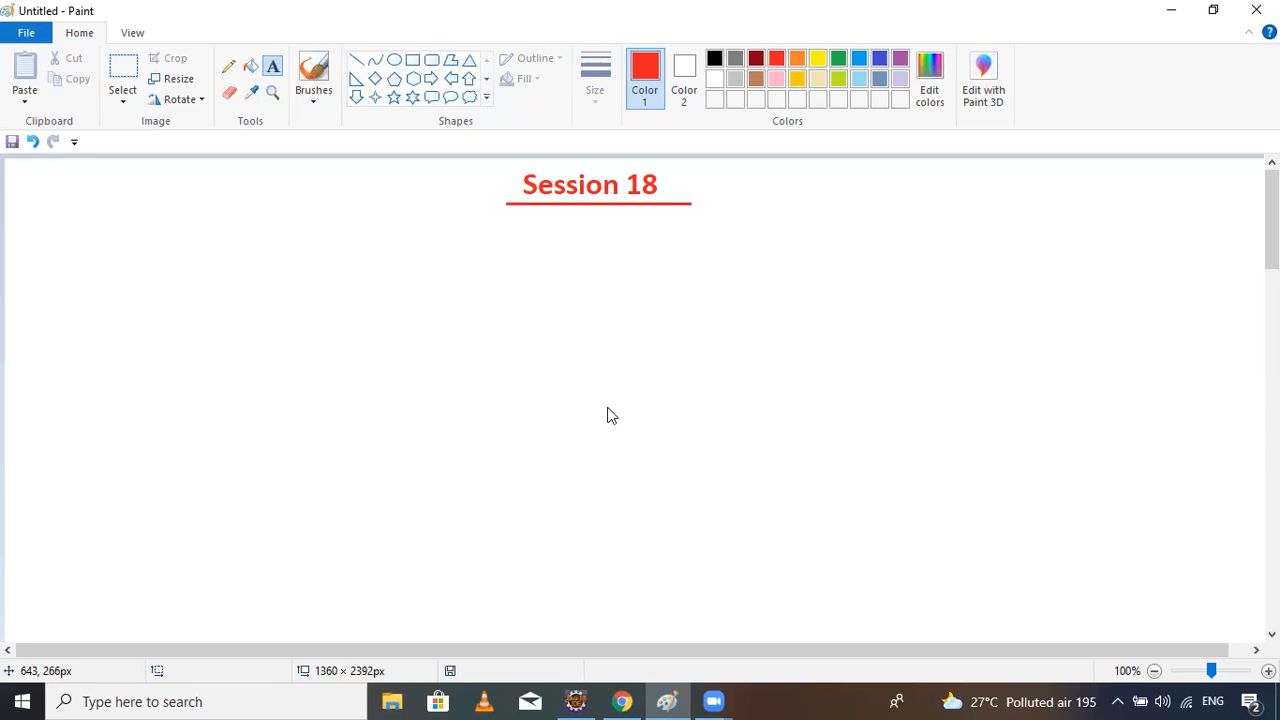 Untitled - Paint
File Home View
Paste
Cut
Copy
Clipboard
Select
Crop
Resize
Rotate
Image
A
Tools
Brushes
Shapes
Outline
Fill
Size
Color 1
Color 2
Colors
Edit colors
Edit with Paint 3D
Session 18
643, 266px
1360 × 2392px
100%
Type here to search
27°C Polluted air 195
ENG
2